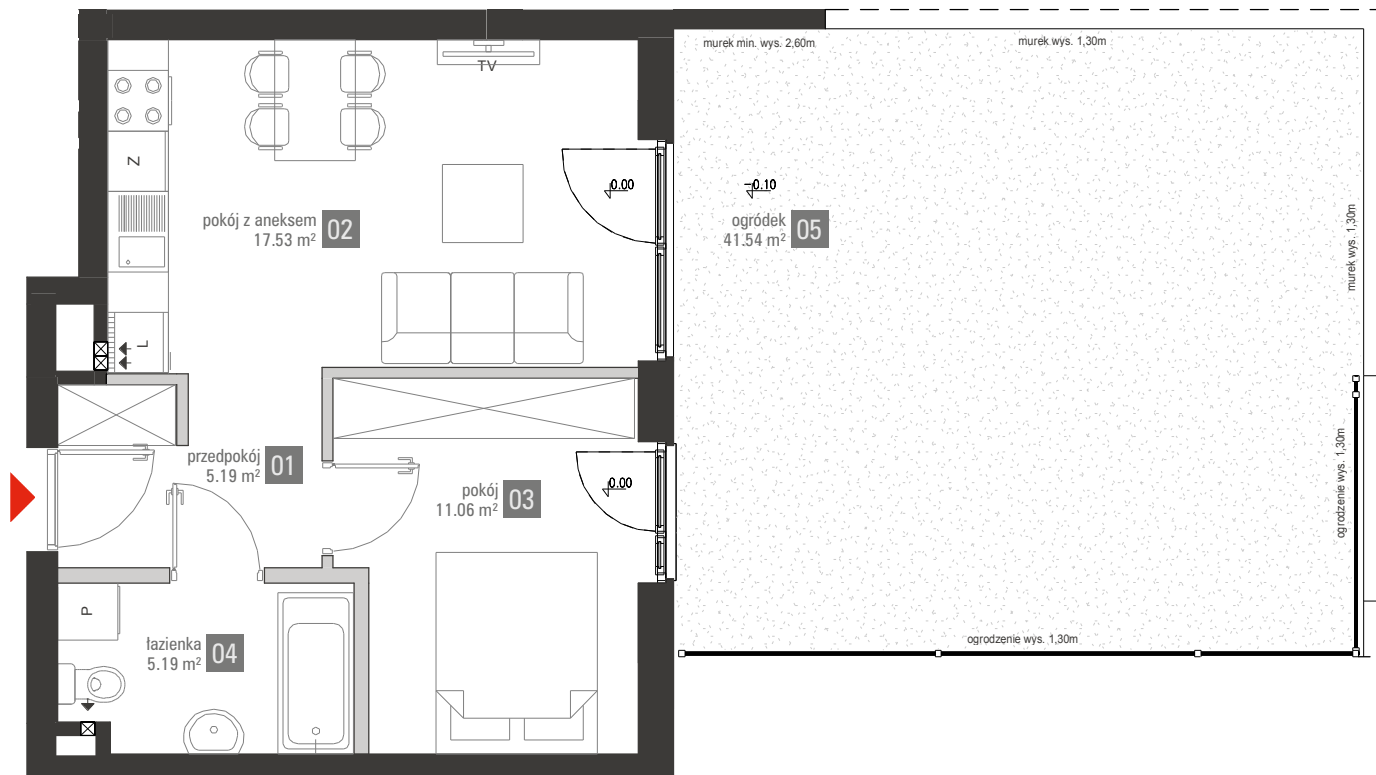 murek min. wys. 2,60m
murek wys. 1,30m
TV
Z
0.00
-0.10
pokój z aneksem
17.53 m²
02
ogródek
41.54 m²
05
murek wys. 1,30m
L
przedpokój
5.19 m²
01
pokój
11.06 m²
03
0.00
ogrodzenie wys. 1,30m
P
łazienka
5.19 m²
04
ogrodzenie wys. 1,30m